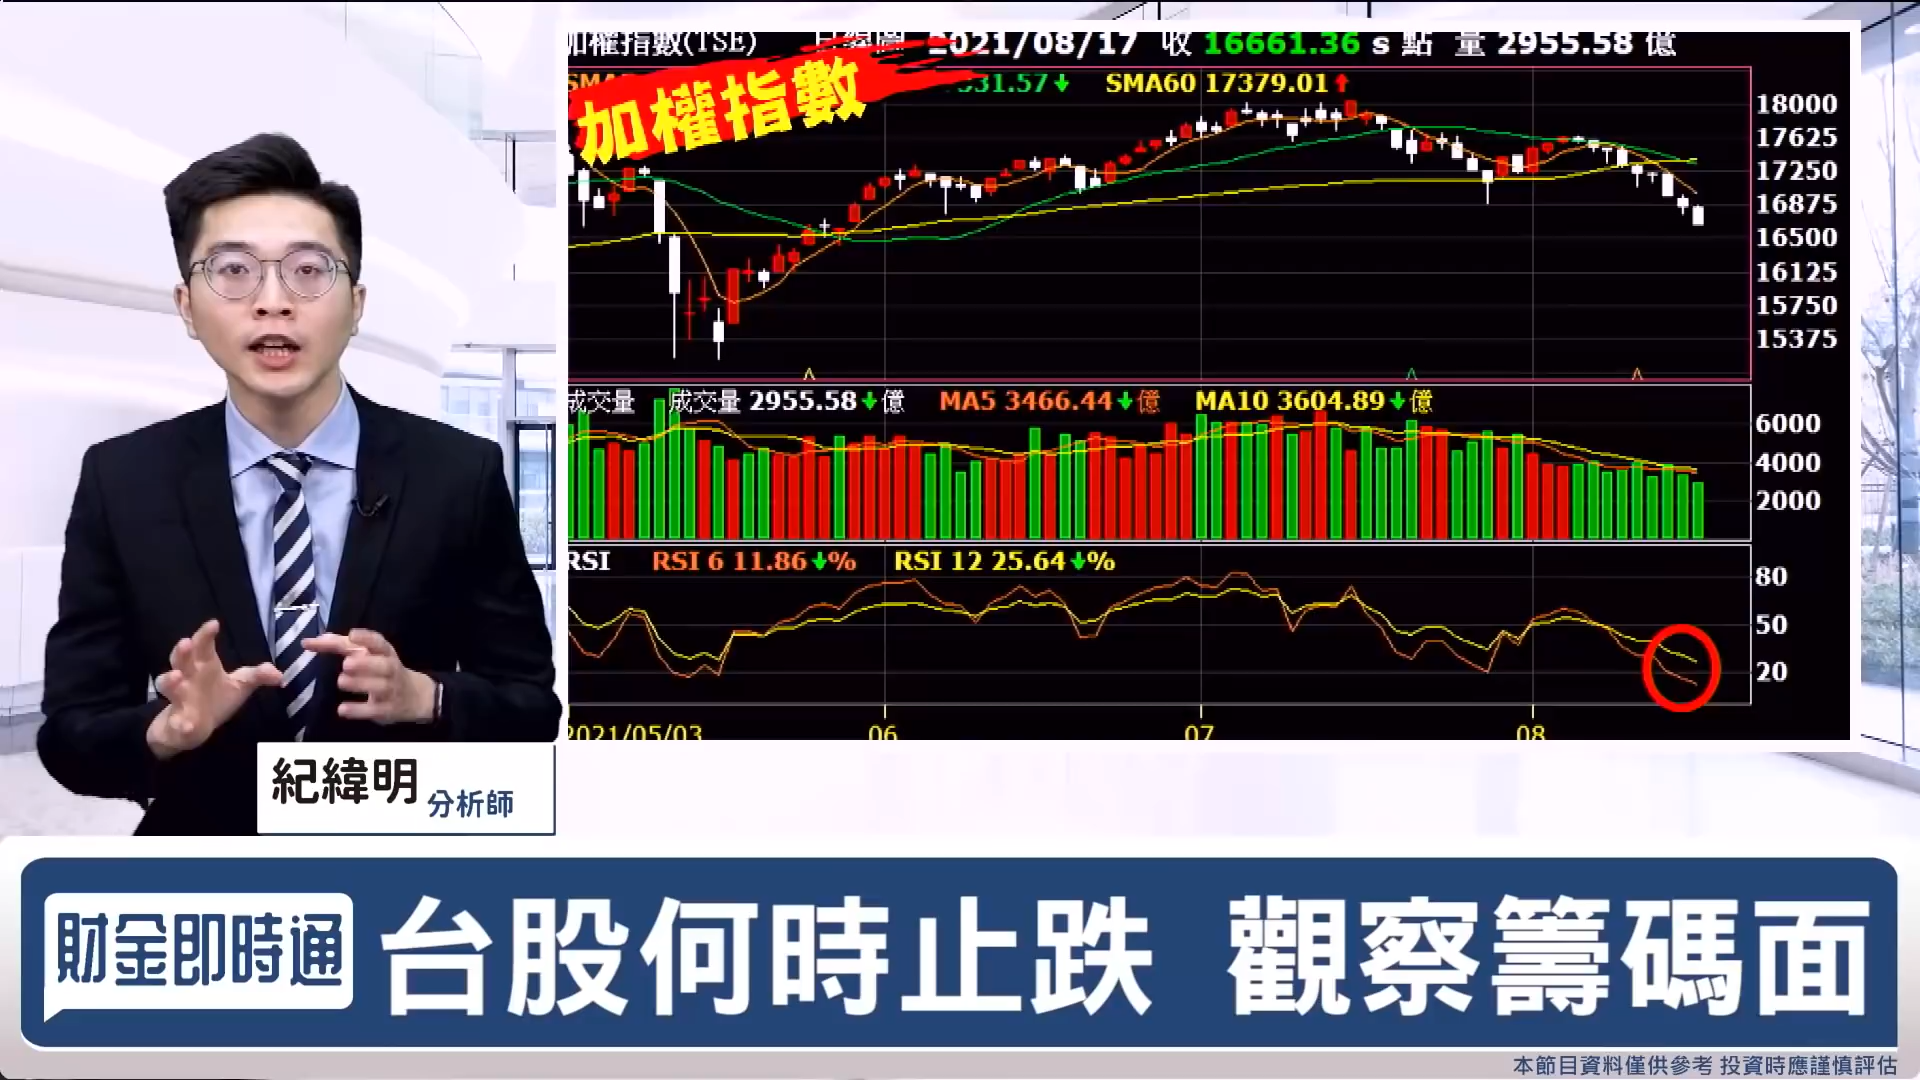 加權指數(TSE) 日線圖 2021/08/17 收 16661.36 s 點 量 2955.58 億
加權指數
331.57↓ SMA60 17379.01↑
18000
17625
17250
16875
16500
16125
15750
15375
成交量 成交量 2955.58↓億 MA5 3466.44↓億 MA10 3604.89↓億
6000
4000
2000
RSI RSI 6 11.86↓% RSI 12 25.64↓%
80
50
20
2021/05/03 06 07 08
紀緯明 分析師
財金即時通
台股何時止跌 觀察籌碼面
本節目資料僅供參考 投資時應謹慎評估